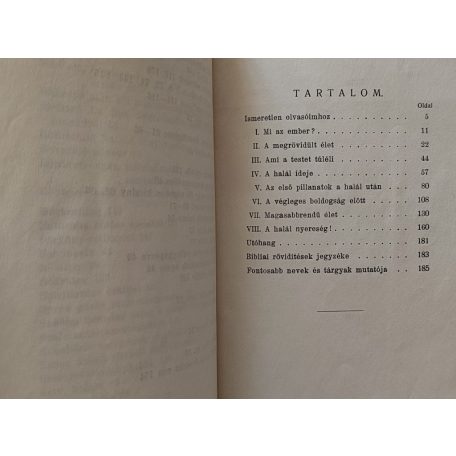 TARTALOM.
Oldal
Ismeretlen olvasóimhoz . . . . . . . . . . . 5
I. Mi az ember? . . . . . . . . . . . 11
II. A megrövidült élet . . . . . . . . . 22
III. Ami a testet túléli . . . . . . . . . 44
IV. A halál ideje . . . . . . . . . . . 57
V. Az első pillanatok a halál után . . . . 80
VI. A végleges boldogság előtt . . . . . . 108
VII. Magasabbrendű élet . . . . . . . . . 130
VIII. A halál nyereség! . . . . . . . . . . 160
Utóhang . . . . . . . . . . . . . . . . 181
Bibliai rövidítések jegyzéke . . . . . . . . 183
Fontosabb nevek és tárgyak mutatója . . 185